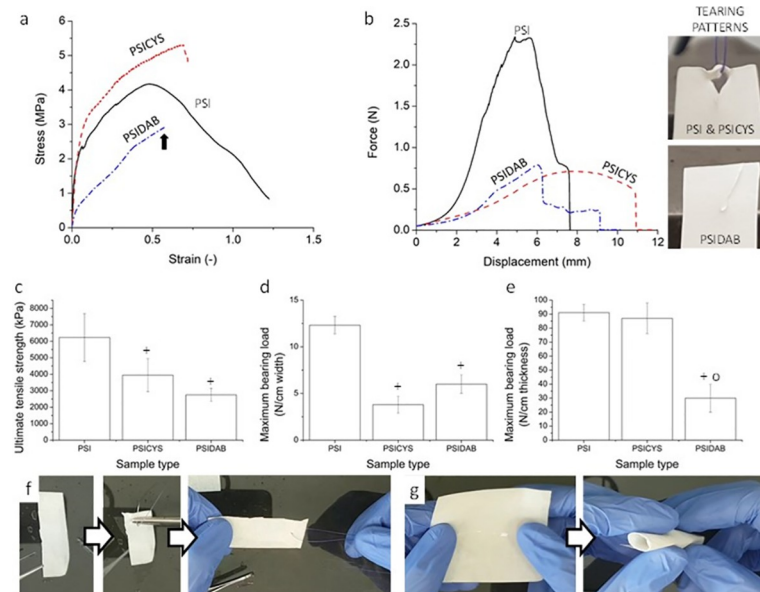 a
6
5
4
3
2
1
0
Stress (MPa)
PSICYS
PSI
PSIDAB
0.0 0.5 1.0 1.5
Strain (-)
b
2.5
2.0
1.5
1.0
0.5
0.0
Force (N)
PSI
PSIDAB
PSICYS
0 2 4 6 8 10 12
Displacement (mm)
TEARING
PATTERNS
PSI & PSICYS
PSIDAB
c
8000
7000
6000
5000
4000
3000
2000
1000
0
Ultimate tensile strength (kPa)
+
+
PSI PSICYS PSIDAB
Sample type
d
15
10
5
0
Maximum bearing load
(N/cm width)
+
+
PSI PSICYS PSIDAB
Sample type
e
100
90
80
70
60
50
40
30
20
10
0
Maximum bearing load
(N/cm thickness)
+ o
PSI PSICYS PSIDAB
Sample type
f
g